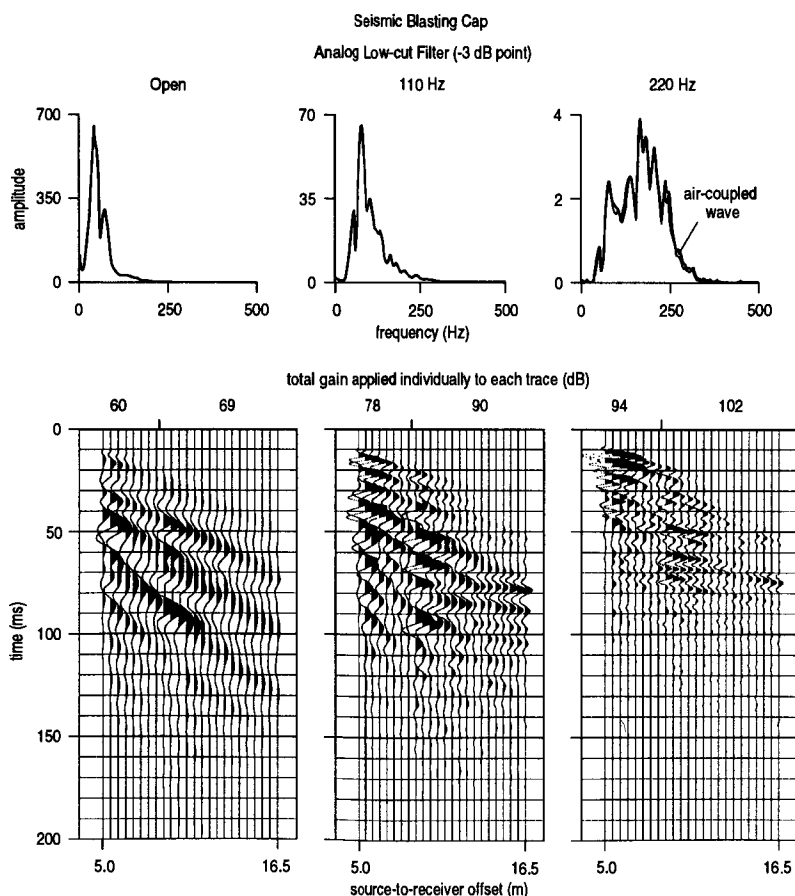 Seismic Blasting Cap
Analog Low-cut Filter (-3 dB point)
Open 110 Hz 220 Hz
700 70 4
amplitude
350 35 2
air-coupled
wave
0 0 0
0 250 500 0 250 500 0 250 500
frequency (Hz)
total gain applied individually to each trace (dB)
60 69 78 90 94 102
0
50
time (ms)
100
150
200
5.0 16.5 5.0 16.5 5.0 16.5
source-to-receiver offset (m)